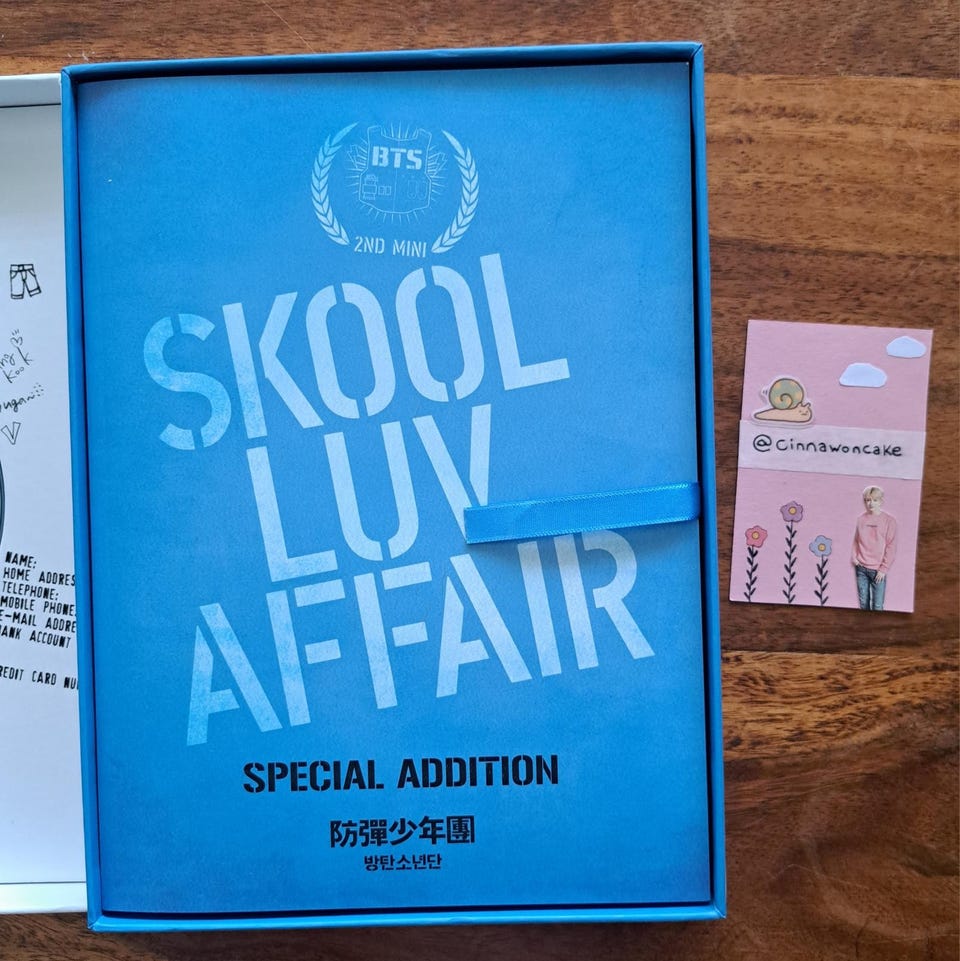 BTS
2ND MINI
SKOOL
LUV
AFFAIR
SPECIAL ADDITION
防彈少年團
방탄소년단
NAME:
HOME ADDRES
TELEPHONE:
MOBILE PHONE:
E-MAIL ADDRE
BANK ACCOUNT
REDIT CARD NU
@cinnawoncake